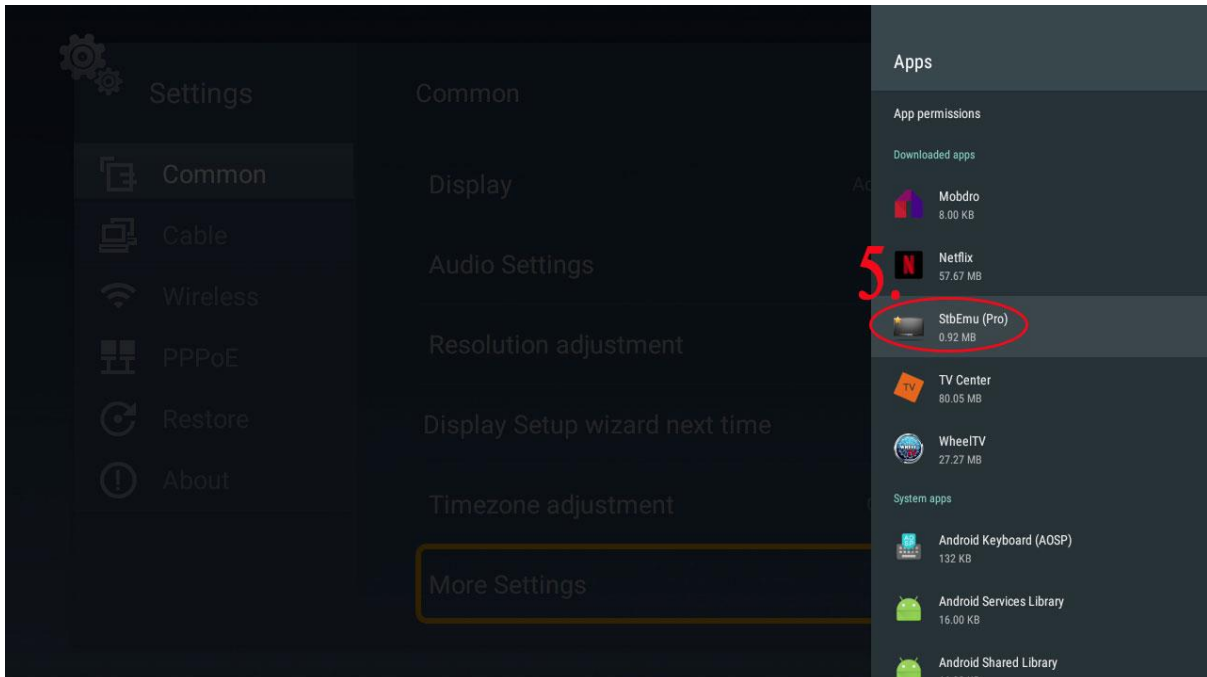 Settings
Common
Cable
Wireless
PPPoE
Restore
About
Common
Display
Audio Settings
Resolution adjustment
Display Setup wizard next time
Timezone adjustment
More Settings
5.
Apps
App permissions
Downloaded apps
Mobdro
8.00 KB
Netflix
57.67 MB
StbEmu (Pro)
0.92 MB
TV Center
80.05 MB
WheelTV
27.27 MB
System apps
Android Keyboard (AOSP)
132 KB
Android Services Library
16.00 KB
Android Shared Library